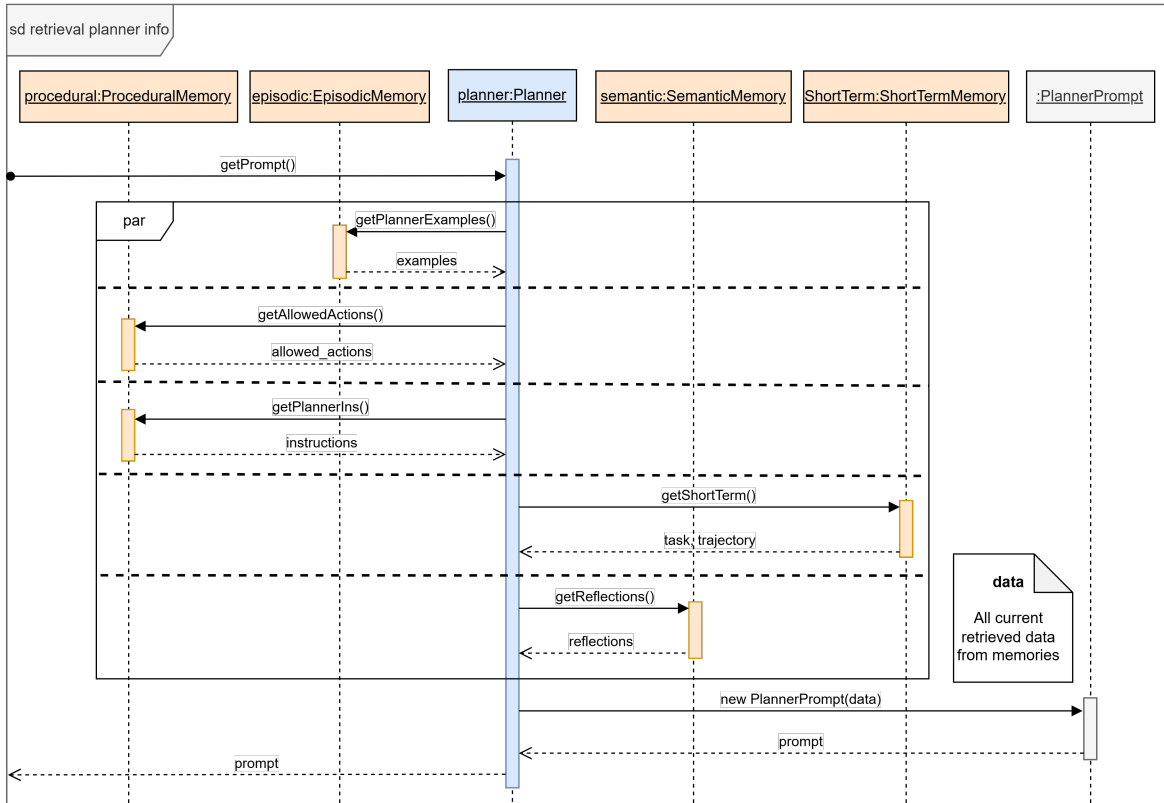 sd retrieval planner info
procedural:ProceduralMemory
episodic:EpisodicMemory
planner:Planner
semantic:SemanticMemory
ShortTerm:ShortTermMemory
:PlannerPrompt
getPrompt()
par
getPlannerExamples()
examples
getAllowedActions()
allowed_actions
getPlannerIns()
instructions
getShortTerm()
task, trajectory
data
All current
retrieved data
from memories
getReflections()
reflections
new PlannerPrompt(data)
prompt
prompt